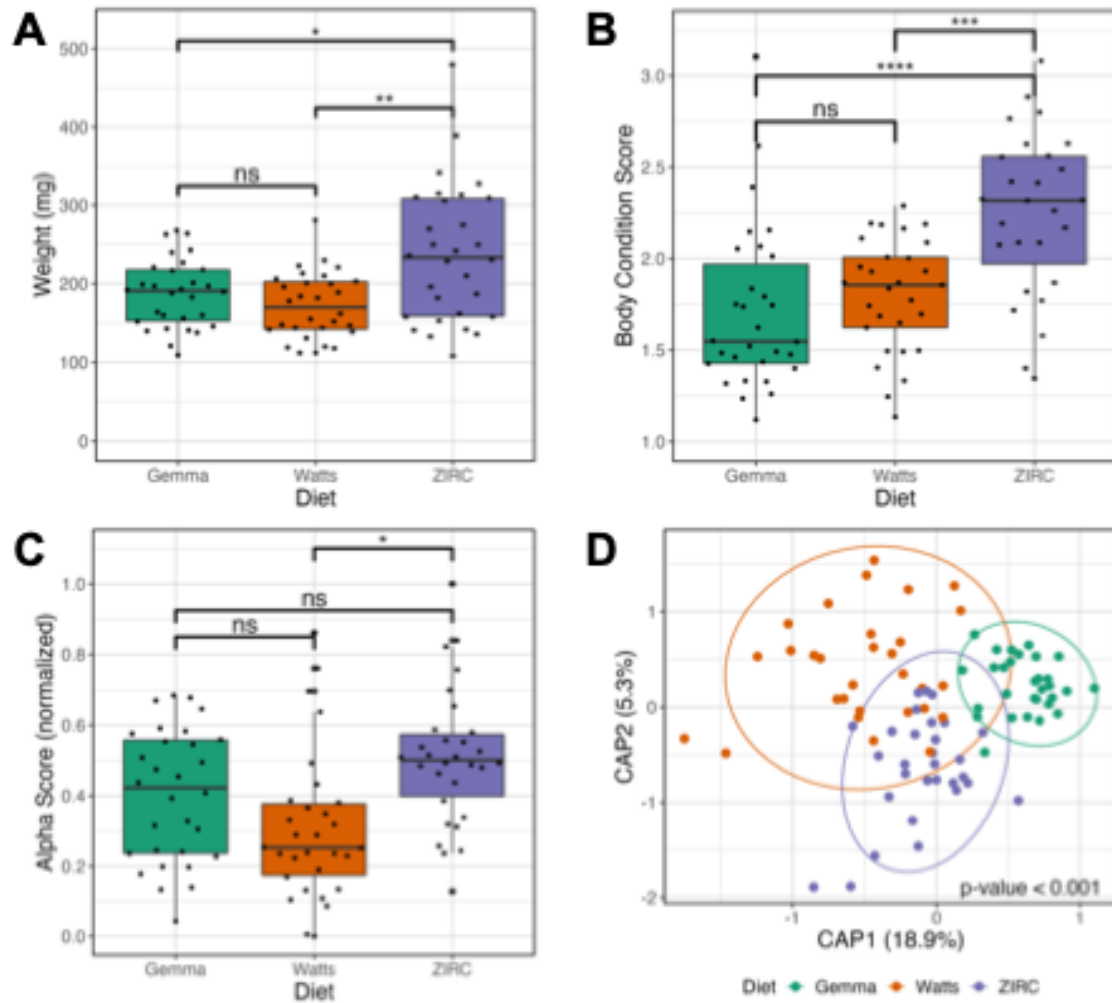 A
*
**
ns
500
400
300
200
100
0
Weight (mg)
Gemma Watts ZIRC
Diet
B
***
****
ns
3.0
2.5
2.0
1.5
1.0
Body Condition Score
Gemma Watts ZIRC
Diet
C
*
ns
ns
1.0
0.8
0.6
0.4
0.2
0.0
Alpha Score (normalized)
Gemma Watts ZIRC
Diet
D
1
0
-1
-2
CAP2 (5.3%)
p-value < 0.001
-1 0 1
CAP1 (18.9%)
Diet Gemma Watts ZIRC